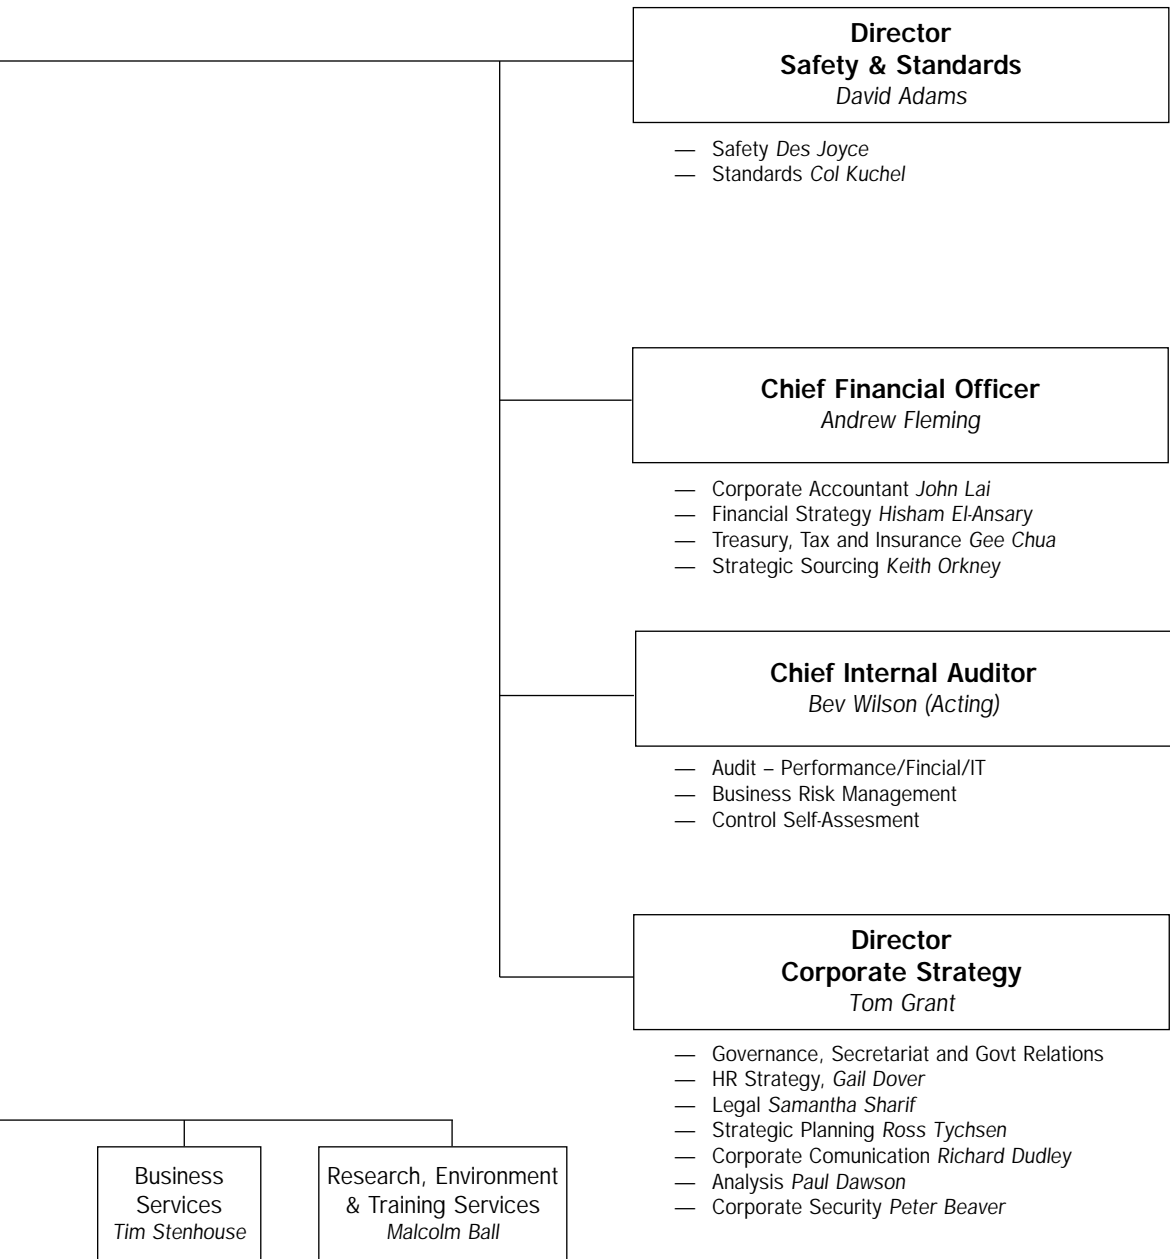 Director
Safety & Standards
David Adams
— Safety Des Joyce
— Standards Col Kuchel
Chief Financial Officer
Andrew Fleming
— Corporate Accountant John Lai
— Financial Strategy Hisham El-Ansary
— Treasury, Tax and Insurance Gee Chua
— Strategic Sourcing Keith Orkney
Chief Internal Auditor
Bev Wilson (Acting)
— Audit – Performance/Fincial/IT
— Business Risk Management
— Control Self-Assesment
Director
Corporate Strategy
Tom Grant
— Governance, Secretariat and Govt Relations
— HR Strategy, Gail Dover
— Legal Samantha Sharif
— Strategic Planning Ross Tychsen
— Corporate Comunication Richard Dudley
— Analysis Paul Dawson
— Corporate Security Peter Beaver
Business
Services
Tim Stenhouse
Research, Environment
& Training Services
Malcolm Ball